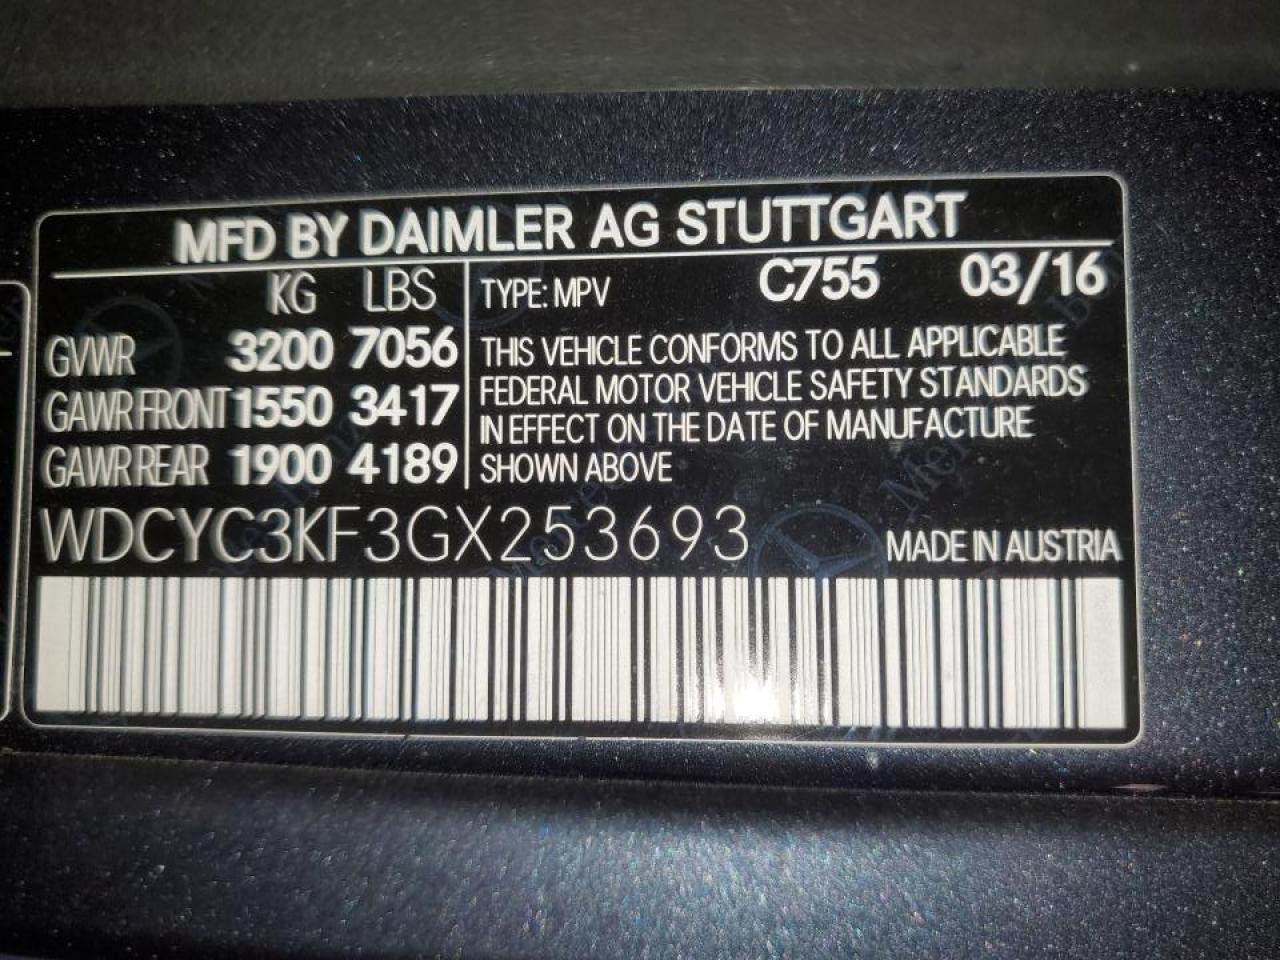 MFD BY DAIMLER AG STUTTGART
KG LBS
GVWR 3200 7056
GAWR FRONT 1550 3417
GAWR REAR 1900 4189
TYPE: MPV C755 03/16
THIS VEHICLE CONFORMS TO ALL APPLICABLE
FEDERAL MOTOR VEHICLE SAFETY STANDARDS
IN EFFECT ON THE DATE OF MANUFACTURE
SHOWN ABOVE
WDCYC3KF3GX253693 MADE IN AUSTRIA